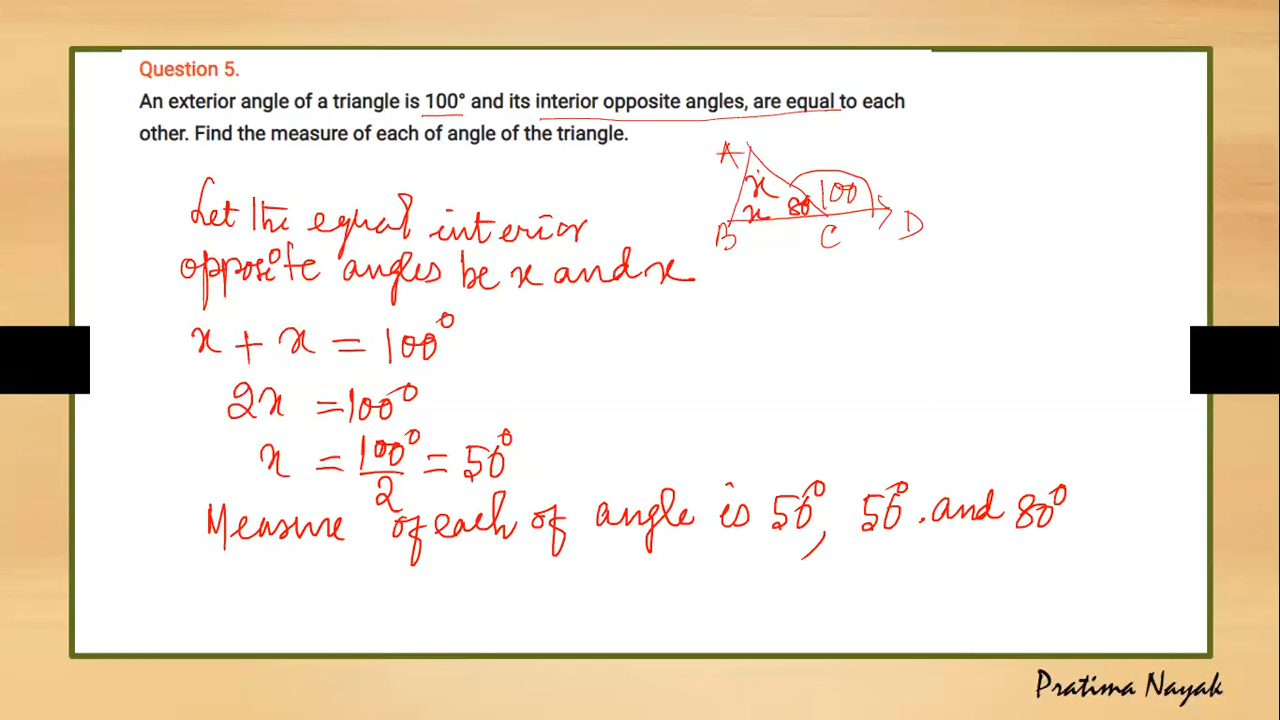 Question 5.
An exterior angle of a triangle is 100° and its interior opposite angles, are equal to each
other. Find the measure of each of angle of the triangle.
A
x
x 80 100
B C D
Let the equal interior
opposite angles be x and x
x + x = 100°
2x = 100°
x = 100°/2 = 50°
Measure of each of angle is 50°, 50°. and 80°
Pratima Nayak